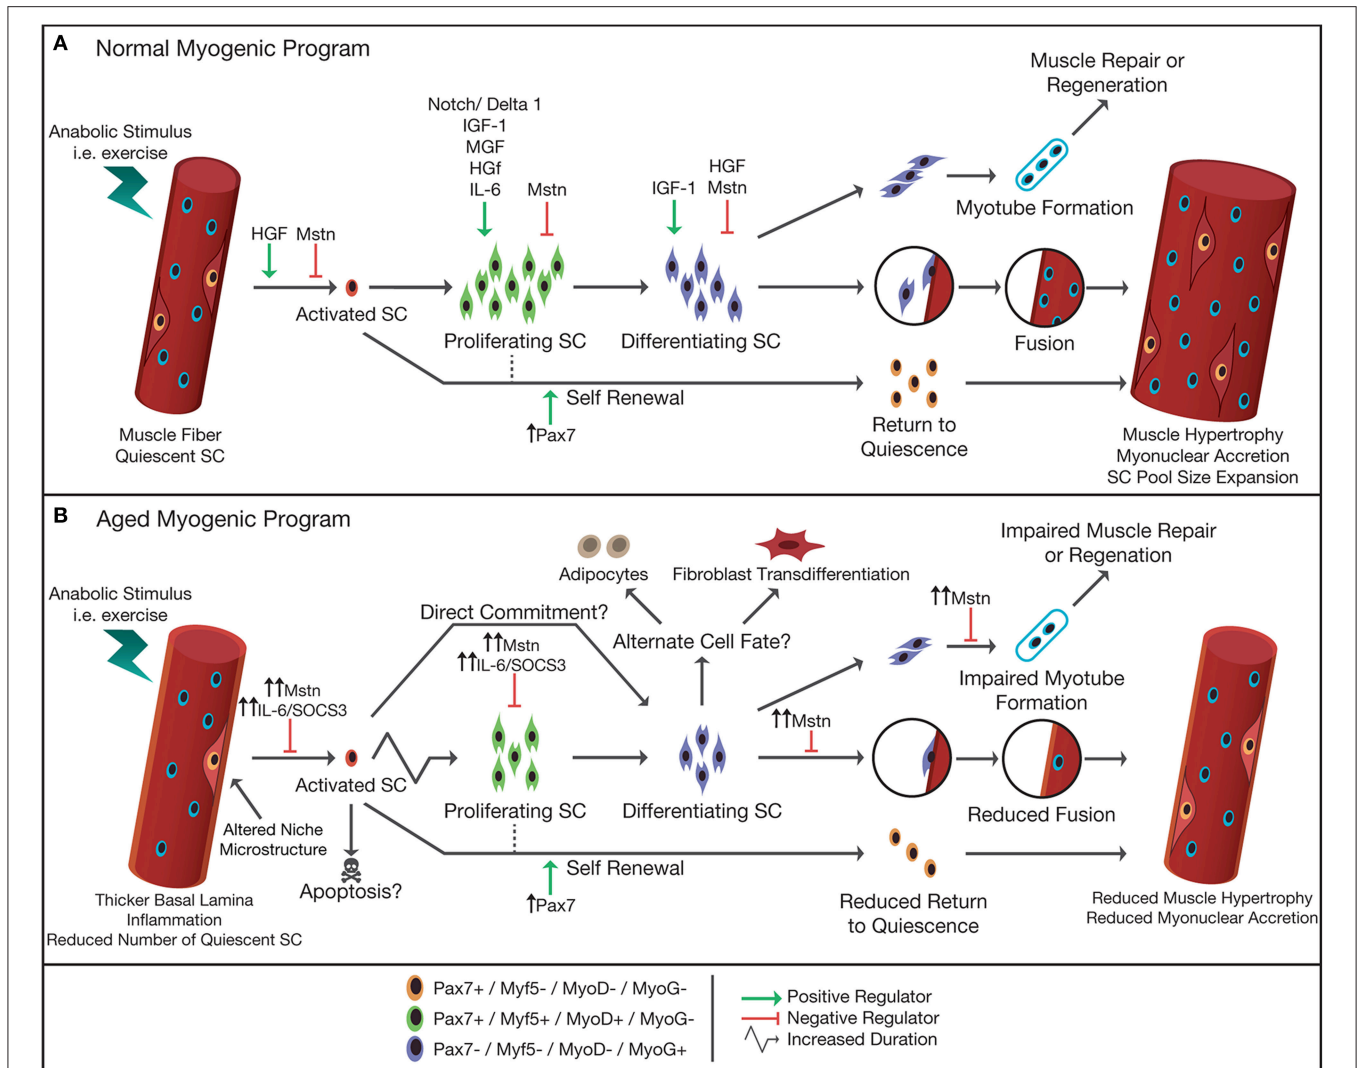 A Normal Myogenic Program
Anabolic Stimulus
i.e. exercise
HGF Mstn
Activated SC
Muscle Fiber
Quiescent SC
Notch/ Delta 1
IGF-1
MGF
HGf
IL-6
Mstn
Proliferating SC
IGF-1
HGF
Mstn
Differentiating SC
Muscle Repair or
Regeneration
Myotube Formation
Fusion
Self Renewal
↑Pax7
Return to
Quiescence
Muscle Hypertrophy
Myonuclear Accretion
SC Pool Size Expansion
B Aged Myogenic Program
Anabolic Stimulus
i.e. exercise
↑↑Mstn
↑↑IL-6/SOCS3
Activated SC
Altered Niche
Microstructure
Apoptosis?
Thicker Basal Lamina
Inflammation
Reduced Number of Quiescent SC
Direct Commitment?
↑↑Mstn
↑↑IL-6/SOCS3
Proliferating SC
Adipocytes
Fibroblast Transdifferentiation
Alternate Cell Fate?
Differentiating SC
↑↑Mstn
↑↑Mstn
Impaired Muscle Repair
or Regenation
Impaired Myotube
Formation
Reduced Fusion
Self Renewal
↑Pax7
Reduced Return
to Quiescence
Reduced Muscle Hypertrophy
Reduced Myonuclear Accretion
Pax7+ / Myf5- / MyoD- / MyoG-
Pax7+ / Myf5+ / MyoD+ / MyoG-
Pax7- / Myf5- / MyoD- / MyoG+
Positive Regulator
Negative Regulator
Increased Duration